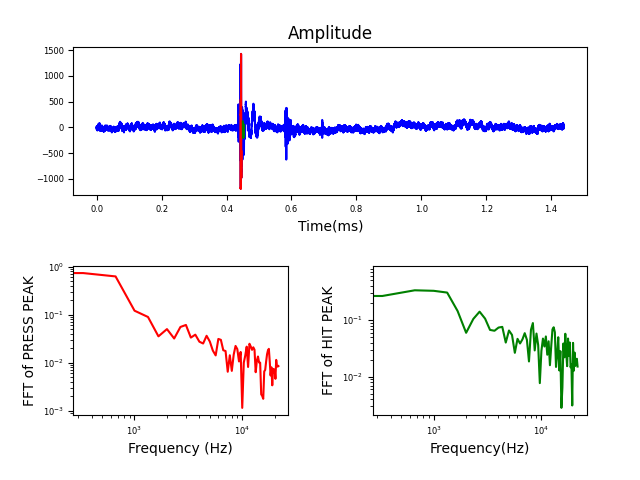 Amplitude
1500
1000
500
0
−500
−1000
0.0 0.2 0.4 0.6 0.8 1.0 1.2 1.4
Time(ms)
FFT of PRESS PEAK
10⁰
10⁻¹
10⁻²
10⁻³
10³ 10⁴
Frequency (Hz)
FFT of HIT PEAK
10⁻¹
10⁻²
10³ 10⁴
Frequency(Hz)